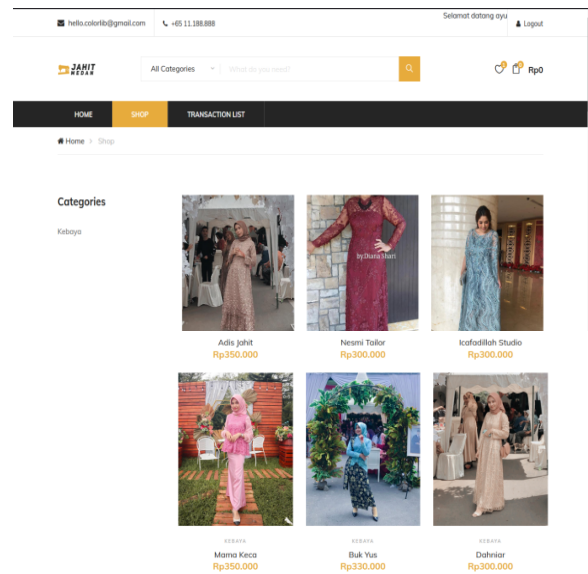 hello.colorlib@gmail.com
+65 11.188.888
Selamat datang ayu
Logout
JAHIT
MEDAN
All Categories
What do you need?
Rp0
HOME
SHOP
TRANSACTION LIST
Home
Shop
Categories
Kebaya
by.Diana Shari
Adis Jahit
Rp350.000
Nesmi Tailor
Rp300.000
Icafadillah Studio
Rp300.000
KEBAYA
Mama Keca
Rp350.000
KEBAYA
Buk Yus
Rp330.000
KEBAYA
Dahniar
Rp300.000